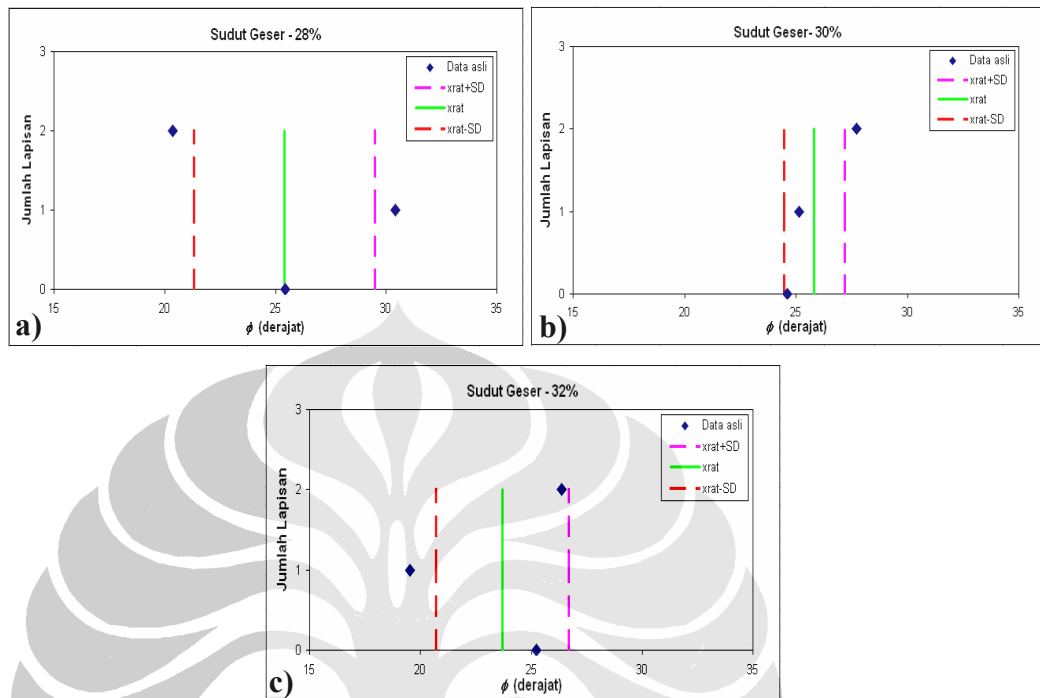 Sudut Geser - 28%
3
2
1
0
Jumlah Lapisan
Data asli
xrat+SD
xrat
xrat-SD
15 20 25 30 35
ϕ (derajat)
a)
Sudut Geser- 30%
3
2
1
0
Jumlah Lapisan
Data asli
xrat+SD
xrat
xrat-SD
15 20 25 30 35
ϕ (derajat)
b)
Sudut Geser - 32%
3
2
1
0
Jumlah Lapisan
Data asli
xrat+SD
xrat
xrat-SD
15 20 25 30 35
ϕ (derajat)
c)